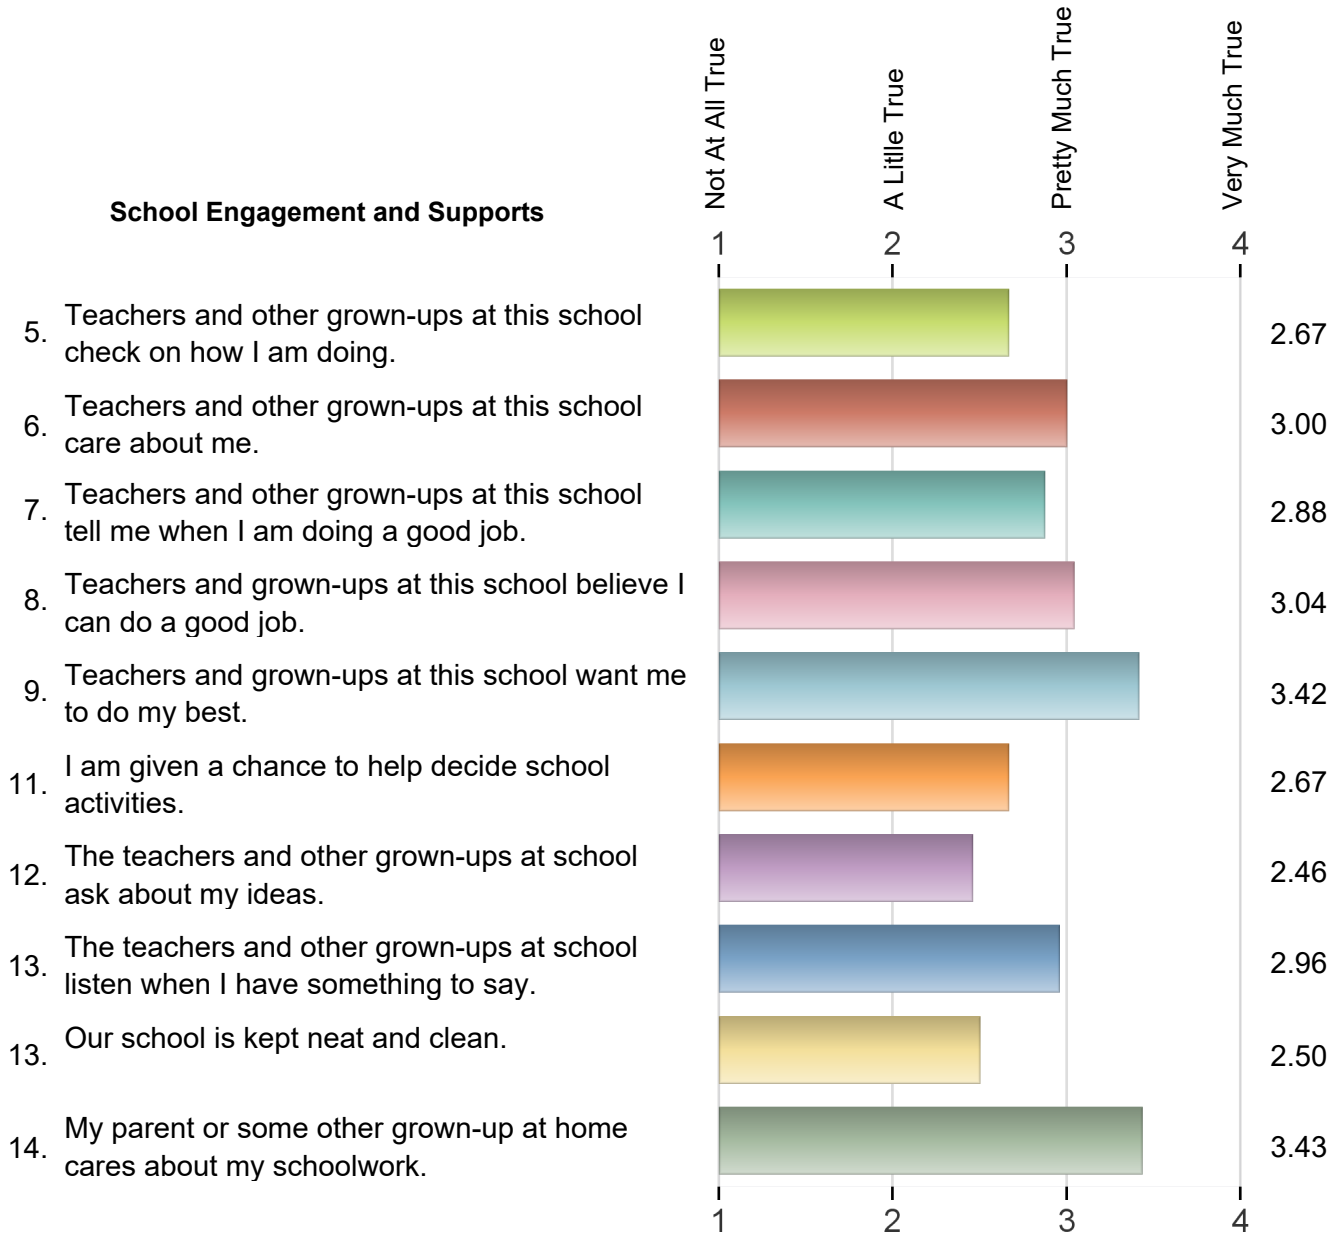 Not At All True
A Litlle True
Pretty Much True
Very Much True
School Engagement and Supports
1 2 3 4
5. Teachers and other grown-ups at this school
check on how I am doing.
2.67
6. Teachers and other grown-ups at this school
care about me.
3.00
7. Teachers and other grown-ups at this school
tell me when I am doing a good job.
2.88
8. Teachers and grown-ups at this school believe I
can do a good job.
3.04
9. Teachers and grown-ups at this school want me
to do my best.
3.42
11. I am given a chance to help decide school
activities.
2.67
12. The teachers and other grown-ups at school
ask about my ideas.
2.46
13. The teachers and other grown-ups at school
listen when I have something to say.
2.96
13. Our school is kept neat and clean.
2.50
14. My parent or some other grown-up at home
cares about my schoolwork.
3.43
1 2 3 4